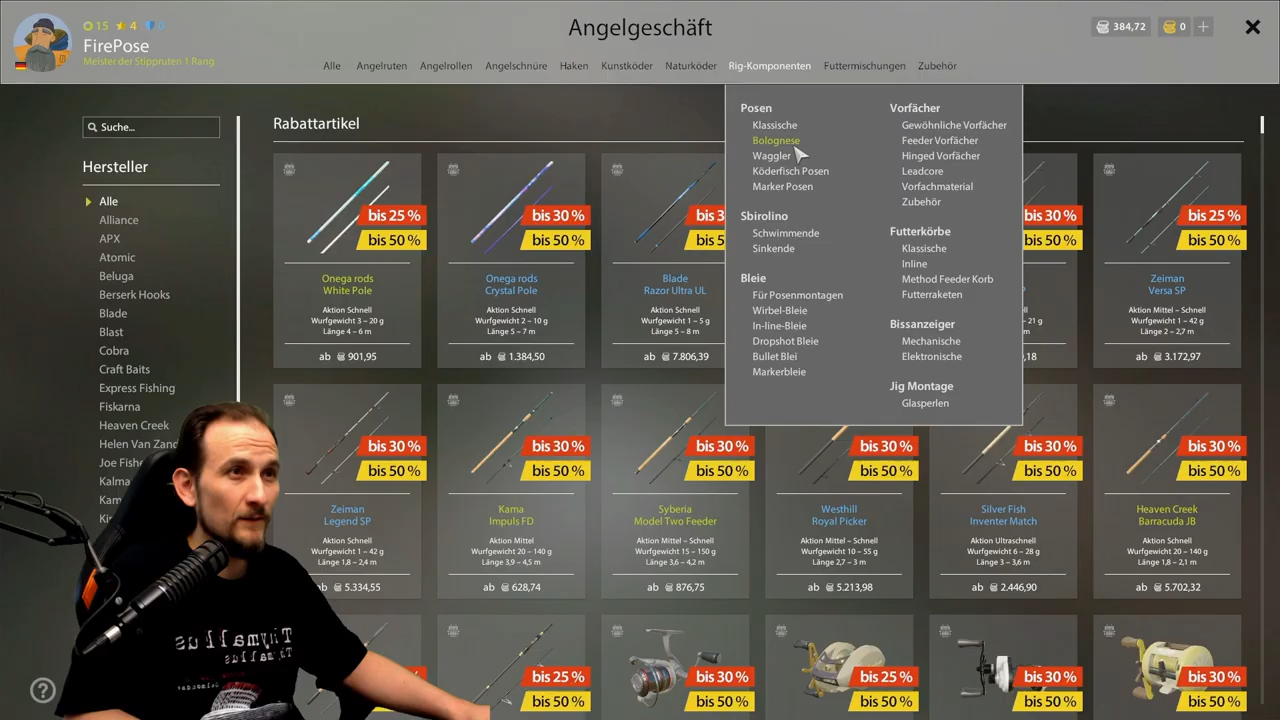 15 4 0
FirePose
Meister der Stippruten 1 Rang
Angelgeschäft
384,72
0
Alle Angelruten Angelrollen Angelschnüre Haken Kunstköder Naturköder Rig-Komponenten Futtermischungen Zubehör
Suche...
Hersteller
Alle
Alliance
APX
Atomic
Beluga
Berserk Hooks
Blade
Blast
Cobra
Craft Baits
Express Fishing
Fiskarna
Heaven Creek
Helen Van Zand
Joe Fishe
Kalma
Kam
Rabattartikel
Posen
Klassische
Bolognese
Waggler
Köderfisch Posen
Marker Posen
Sbirolino
Schwimmende
Sinkende
Bleie
Für Posenmontagen
Wirbel-Bleie
In-line-Bleie
Dropshot Bleie
Bullet Blei
Markerbleie
Vorfächer
Gewöhnliche Vorfächer
Feeder Vorfächer
Hinged Vorfächer
Leadcore
Vorfachmaterial
Zubehör
Futterkörbe
Klassische
Inline
Method Feeder Korb
Futterraketen
Bissanzeiger
Mechanische
Elektronische
Jig Montage
Glasperlen
bis 25 %
bis 50 %
Onega rods
White Pole
Aktion Schnell
Wurfgewicht 3 – 20 g
Länge 4 – 6 m
ab 901,95
bis 30 %
bis 50 %
Onega rods
Crystal Pole
Aktion Schnell
Wurfgewicht 2 – 10 g
Länge 5 – 7 m
ab 1.384,50
bis 3
bis 50
Blade
Razor Ultra UL
Aktion Schnell
Wurfgewicht 1 – 5 g
Länge 5 – 8 m
ab 7.806,39
21 g
,18
bis 25 %
bis 50 %
Zeiman
Versa SP
Aktion Mittel – Schnell
Wurfgewicht 1 – 42 g
Länge 2 – 2,7 m
ab 3.172,97
bis 30 %
bis 50 %
Zeiman
Legend SP
Aktion Schnell
Wurfgewicht 1 – 42 g
Länge 1,8 – 2,4 m
ab 5.334,55
bis 30 %
bis 50 %
Kama
Impuls FD
Aktion Mittel
Wurfgewicht 20 – 140 g
Länge 3,9 – 4,5 m
ab 628,74
bis 30 %
bis 50 %
Syberia
Model Two Feeder
Aktion Mittel – Schnell
Wurfgewicht 15 – 150 g
Länge 3,6 – 4,2 m
ab 876,75
bis 30 %
bis 50 %
Westhill
Royal Picker
Aktion Mittel – Schnell
Wurfgewicht 10 – 55 g
Länge 2,7 – 3 m
ab 5.213,98
bis 30 %
bis 50 %
Silver Fish
Inventer Match
Aktion Ultraschnell
Wurfgewicht 6 – 28 g
Länge 3 – 3,6 m
ab 2.446,90
bis 30 %
bis 50 %
Heaven Creek
Barracuda JB
Aktion Schnell
Wurfgewicht 20 – 140 g
Länge 1,8 – 2,1 m
ab 5.702,32
bis 50 %
bis 25 %
bis 50 %
bis 30 %
bis 50 %
bis 25 %
bis 50 %
bis 30 %
bis 50 %
bis 30 %
bis 50 %
Thymallus